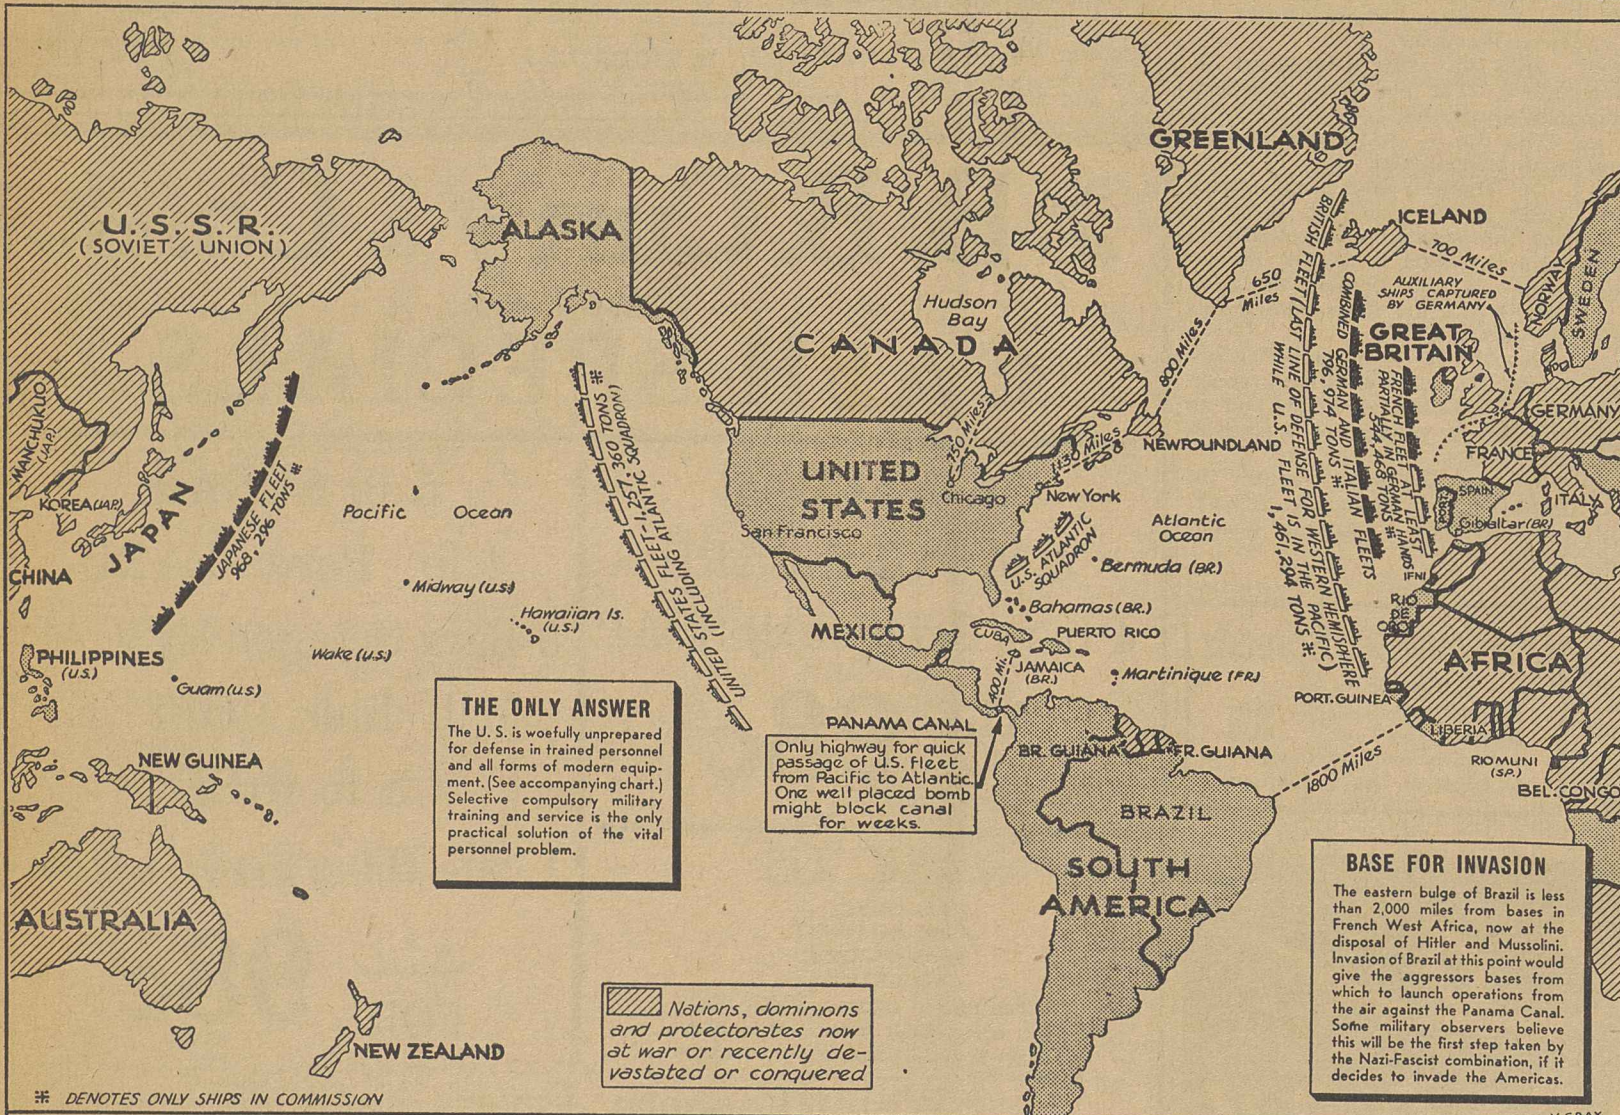 GREENLAND
ICELAND
700 Miles
U. S. S. R.
(SOVIET UNION)
ALASKA
650
Miles
NORWAY
SWEDEN
AUXILIARY
SHIPS CAPTURED
BY GERMANY
Hudson
Bay
CANADA
GREAT
BRITAIN
800 Miles
BRITISH FLEET (LAST LINE OF DEFENSE FOR WESTERN HEMISPHERE
WHILE U.S. FLEET IS IN THE PACIFIC)
1,461,294 TONS ⁜
COMBINED GERMAN AND ITALIAN FLEETS
796,974 TONS ⁜
FRENCH FLEET AT LEAST
PARTIALLY IN GERMAN HANDS
544,468 TONS ⁜
MANCHUKUO
(JAP.)
GERMANY
NEWFOUNDLAND
FRANCE
750 Miles
1130 Miles
UNITED
STATES
Chicago
New York
SPAIN
ITALY
Gibraltar (BR)
KOREA (JAP.)
JAPAN
JAPANESE FLEET
968,296 TONS ⁜
Pacific Ocean
UNITED STATES FLEET-1,257,360 TONS ⁜
(INCLUDING ATLANTIC SQUADRON)
San Francisco
U.S. ATLANTIC
SQUADRON
Atlantic
Ocean
CHINA
Midway (U.S.)
Bermuda (BR.)
IFNI
Hawaiian Is.
(U.S.)
Bahamas (BR.)
RIO
DE
ORO
MEXICO
CUBA
PUERTO RICO
PHILIPPINES
(U.S.)
Wake (U.S.)
Guam (U.S.)
JAMAICA
(BR.)
400 Mi.
Martinique (FR.)
AFRICA
PORT. GUINEA
LIBERIA
THE ONLY ANSWER
The U. S. is woefully unprepared
for defense in trained personnel
and all forms of modern equip-
ment. (See accompanying chart.)
Selective compulsory military
training and service is the only
practical solution of the vital
personnel problem.
PANAMA CANAL
Only highway for quick
passage of U.S. Fleet
from Pacific to Atlantic.
One well placed bomb
might block canal
for weeks.
BR. GUIANA
FR. GUIANA
NEW GUINEA
1800 Miles
RIO MUNI
(SP.)
BEL. CONGO
BRAZIL
SOUTH
AMERICA
AUSTRALIA
BASE FOR INVASION
The eastern bulge of Brazil is less
than 2,000 miles from bases in
French West Africa, now at the
disposal of Hitler and Mussolini.
Invasion of Brazil at this point would
give the aggressors bases from
which to launch operations from
the air against the Panama Canal.
Some military observers believe
this will be the first step taken by
the Nazi-Fascist combination, if it
decides to invade the Americas.
Nations, dominions
and protectorates now
at war or recently de-
vastated or conquered
NEW ZEALAND
⁜ DENOTES ONLY SHIPS IN COMMISSION